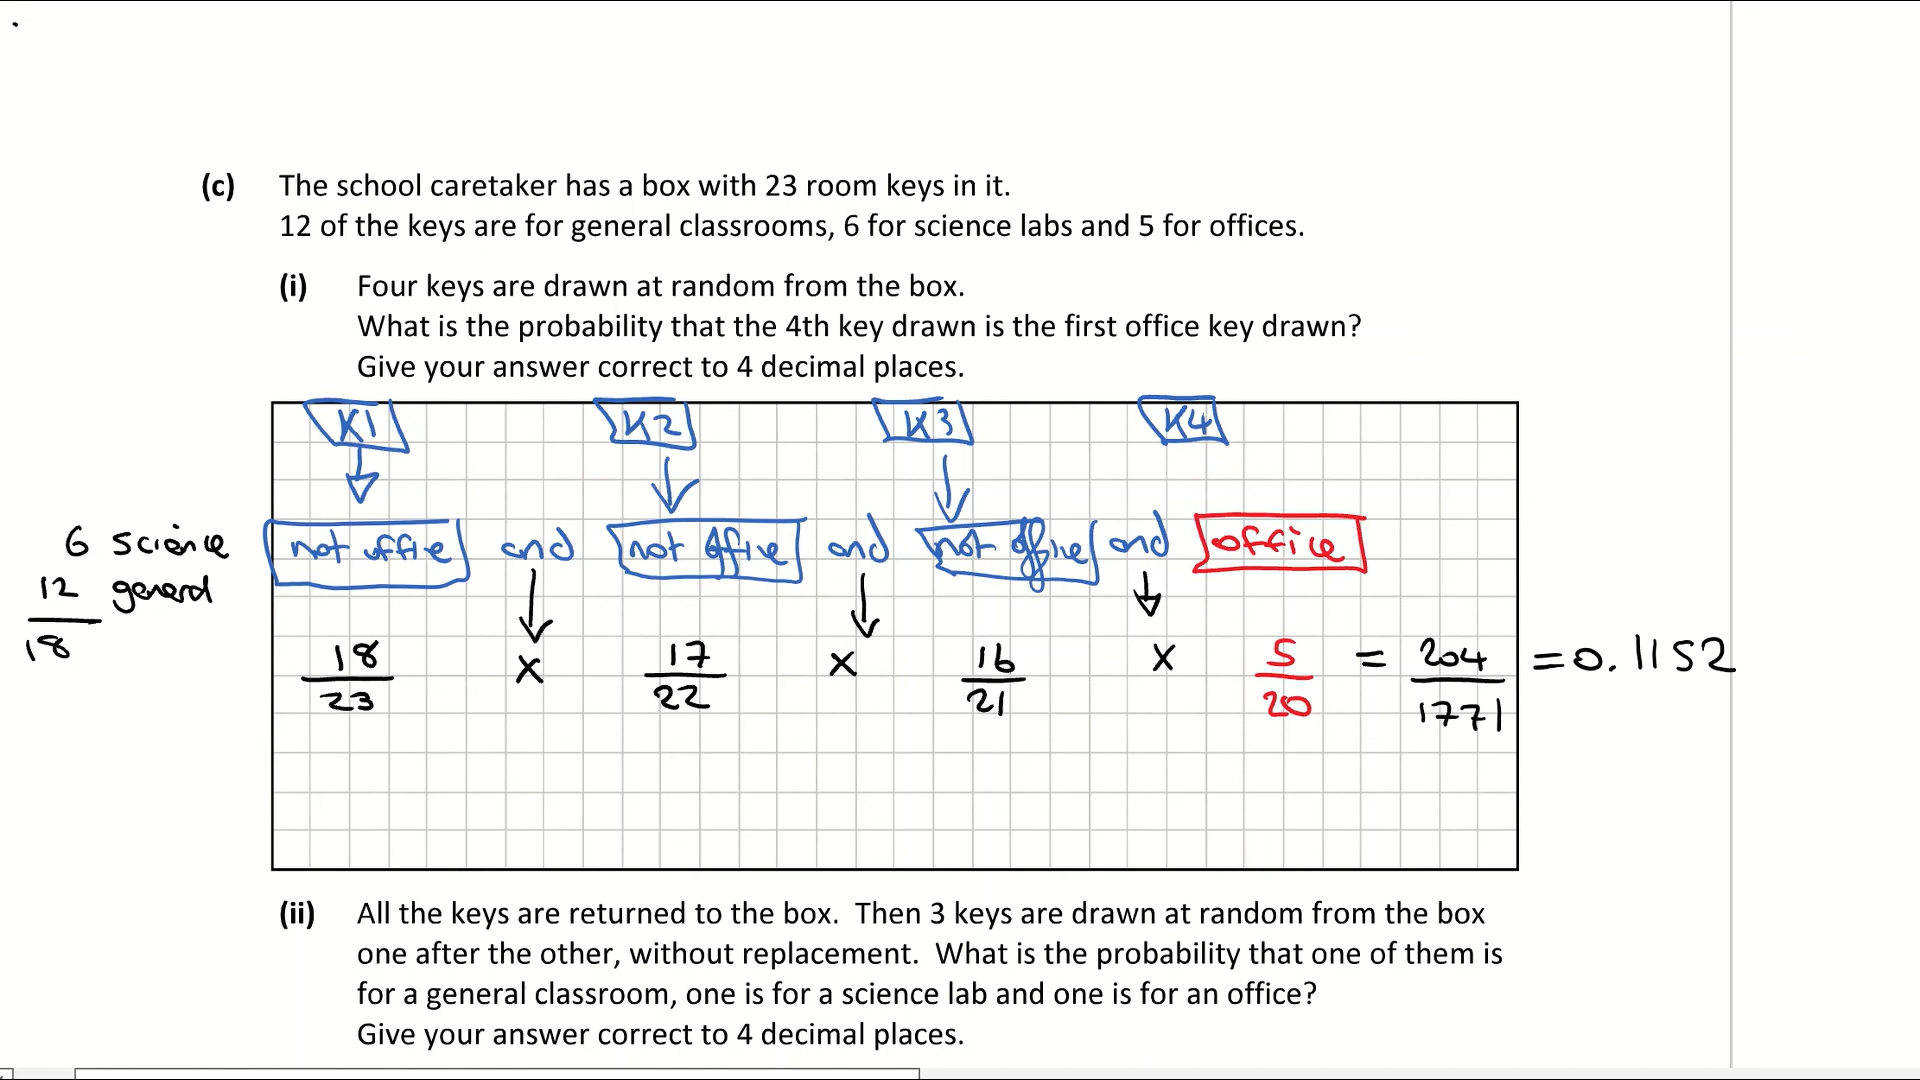 (c) The school caretaker has a box with 23 room keys in it.
12 of the keys are for general classrooms, 6 for science labs and 5 for offices.
(i) Four keys are drawn at random from the box.
What is the probability that the 4th key drawn is the first office key drawn?
Give your answer correct to 4 decimal places.
K1 K2 K3 K4
6 science
12 general
18
not office and not office and not office and office
18/23 x 17/22 x 16/21 x 5/20 = 204/1771 = 0.1152
(ii) All the keys are returned to the box. Then 3 keys are drawn at random from the box
one after the other, without replacement. What is the probability that one of them is
for a general classroom, one is for a science lab and one is for an office?
Give your answer correct to 4 decimal places.